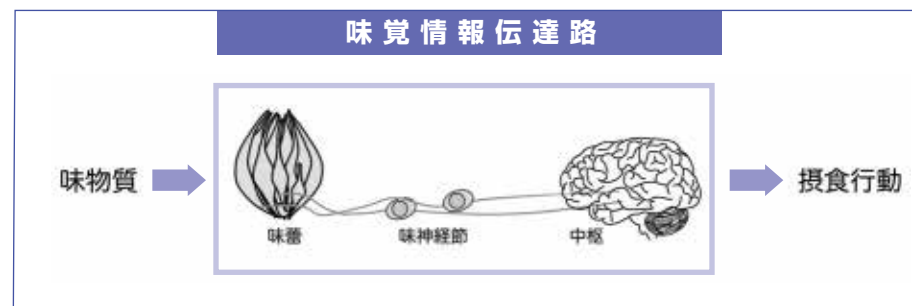 味覚情報伝達路
味物質
味蕾
味神経節
中枢
摂食行動